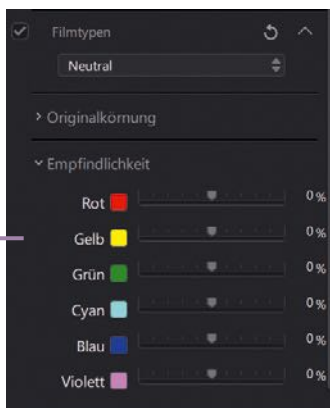 Filmtypen
Neutral
Originalkörnung
Empfindlichkeit
Rot 0 %
Gelb 0 %
Grün 0 %
Cyan 0 %
Blau 0 %
Violett 0 %